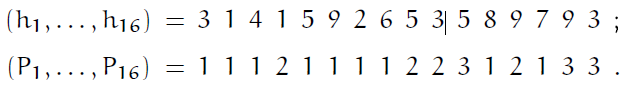 (h₁, . . . , h₁₆) = 3 1 4 1 5 9 2 6 5 3 5 8 9 7 9 3 ;
(P₁, . . . , P₁₆) = 1 1 1 2 1 1 1 1 2 2 3 1 2 1 3 3 .